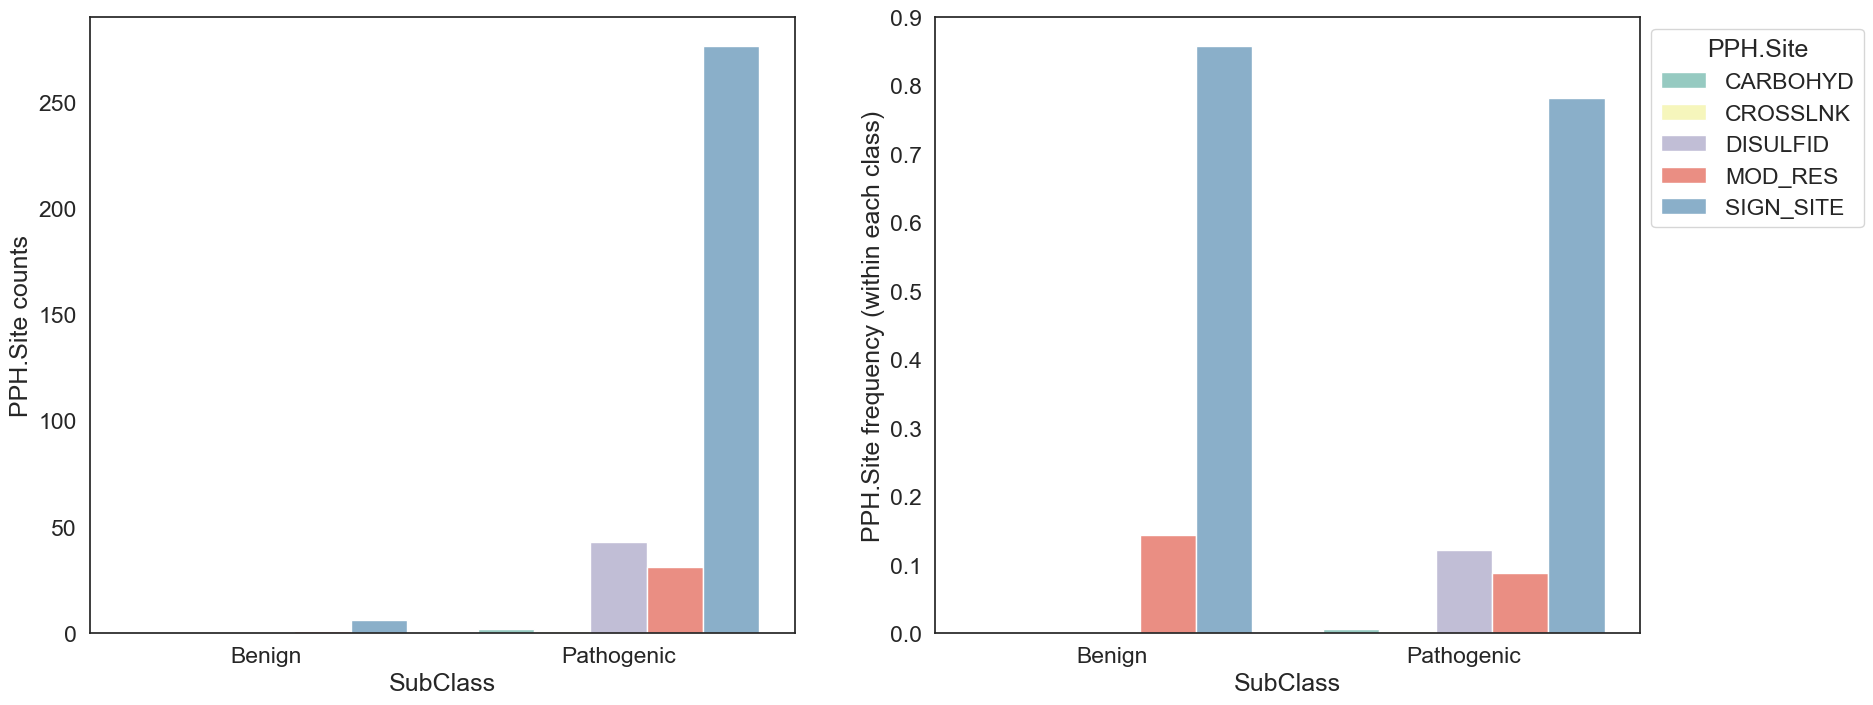 PPH.Site counts
250
200
150
100
50
0
Benign
Pathogenic
SubClass
PPH.Site frequency (within each class)
0.9
0.8
0.7
0.6
0.5
0.4
0.3
0.2
0.1
0.0
Benign
Pathogenic
SubClass
PPH.Site
CARBOHYD
CROSSLNK
DISULFID
MOD_RES
SIGN_SITE